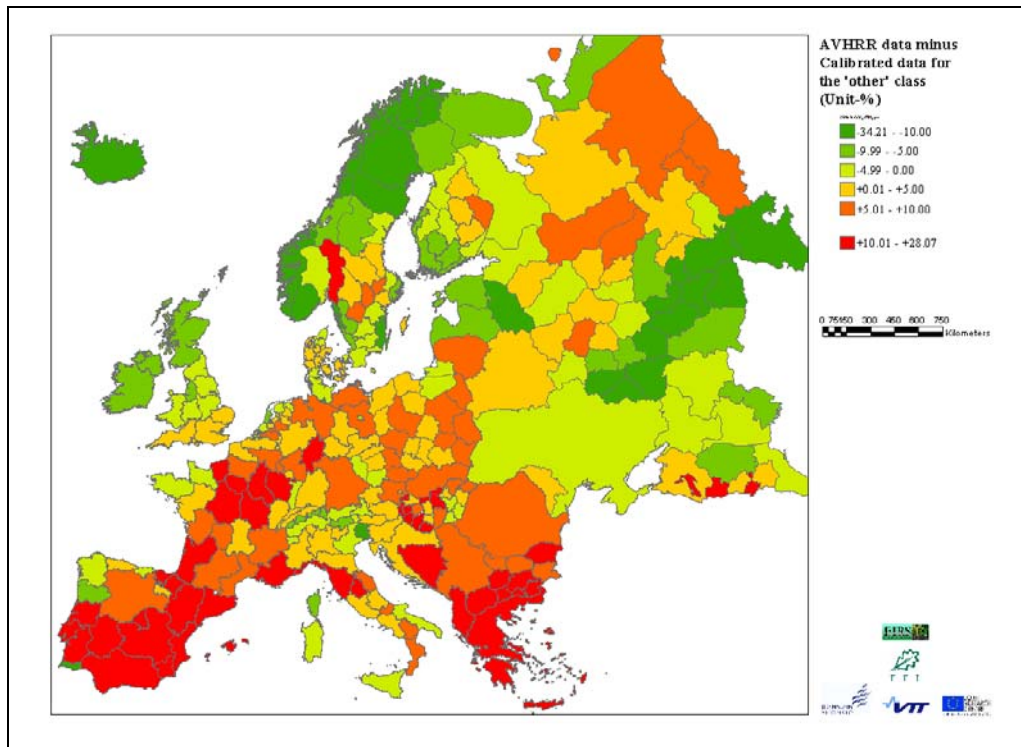 AVHRR data minus
Calibrated data for
the 'other' class
(Unit-%)
-34.21 - -10.00
-9.99 - -5.00
-4.99 - 0.00
+0.01 - +5.00
+5.01 - +10.00
+10.01 - +28.07
0 75150 300 450 600 750
Kilometers
EFI
VTT